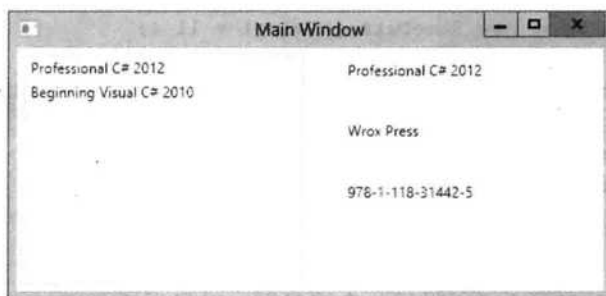 Main Window
Professional C# 2012
Beginning Visual C# 2010
Professional C# 2012
Wrox Press
978-1-118-31442-5